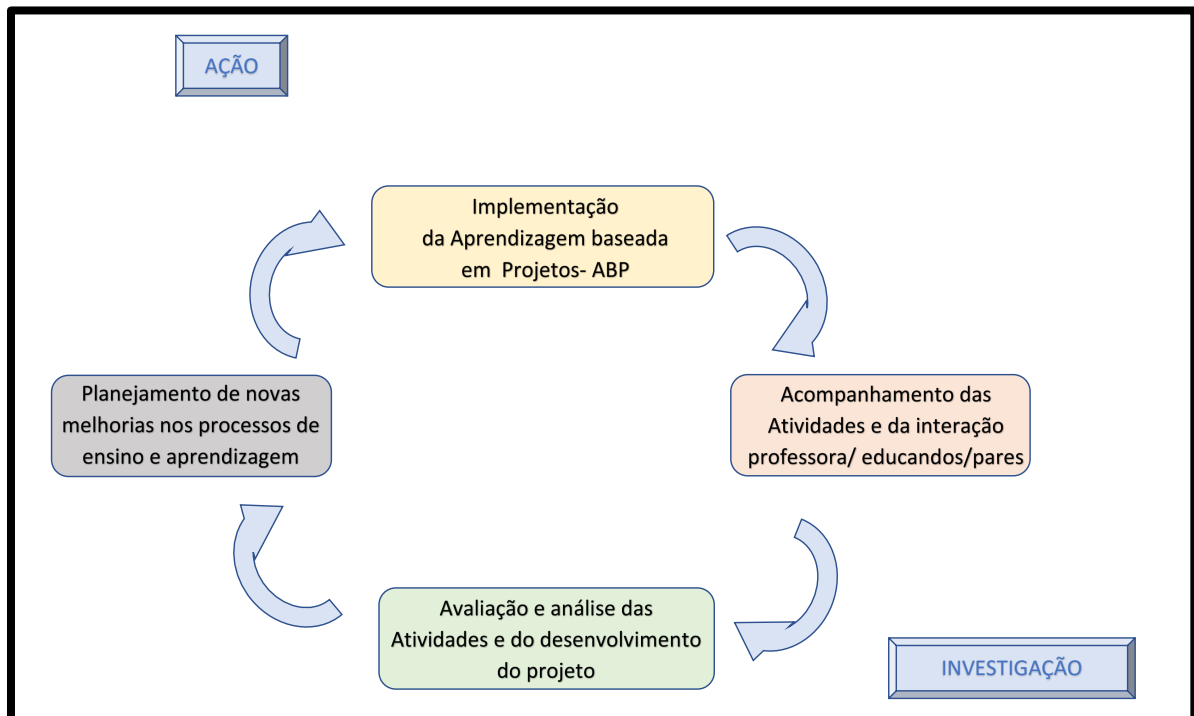 AÇÃO
Implementação
da Aprendizagem baseada
em Projetos- ABP
Planejamento de novas
melhorias nos processos de
ensino e aprendizagem
Acompanhamento das
Atividades e da interação
professora/ educandos/pares
Avaliação e análise das
Atividades e do desenvolvimento
do projeto
INVESTIGAÇÃO